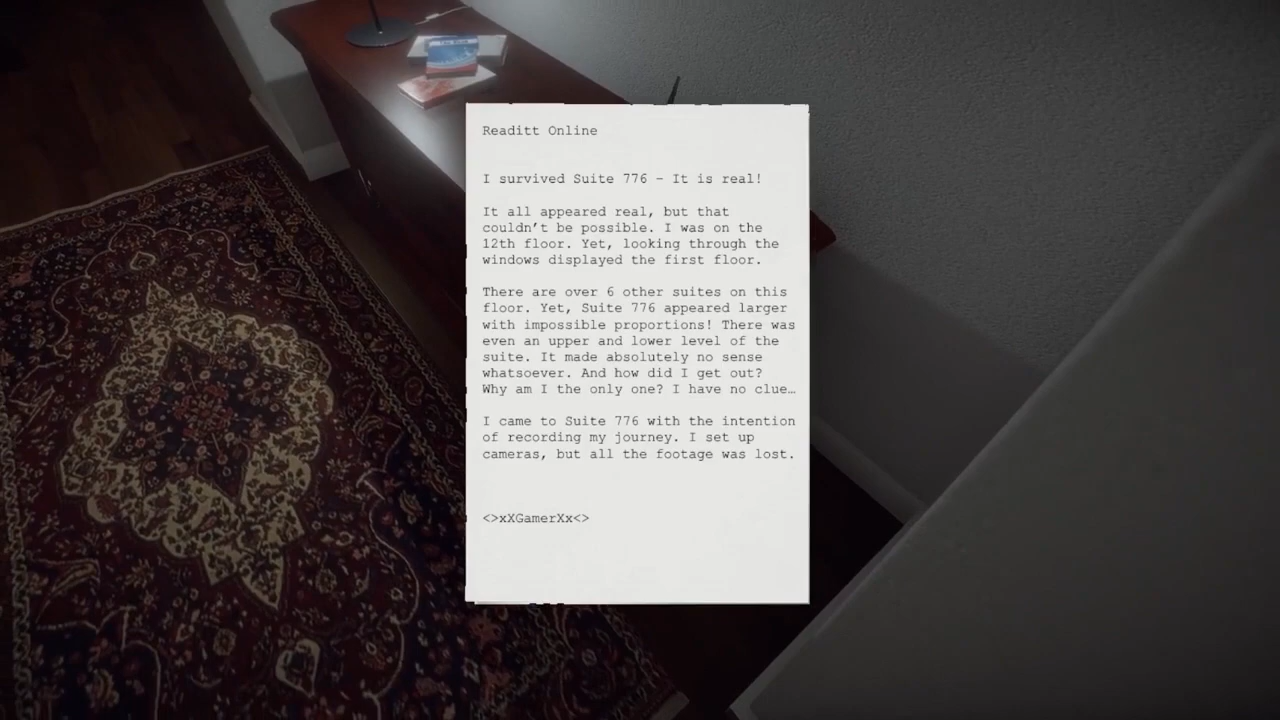 Readitt Online
I survived Suite 776 – It is real!
It all appeared real, but that
couldn’t be possible. I was on the
12th floor. Yet, looking through the
windows displayed the first floor.
There are over 6 other suites on this
floor. Yet, Suite 776 appeared larger
with impossible proportions! There was
even an upper and lower level of the
suite. It made absolutely no sense
whatsoever. And how did I get out?
Why am I the only one? I have no clue…
I came to Suite 776 with the intention
of recording my journey. I set up
cameras, but all the footage was lost.
<>xXGamerXx<>